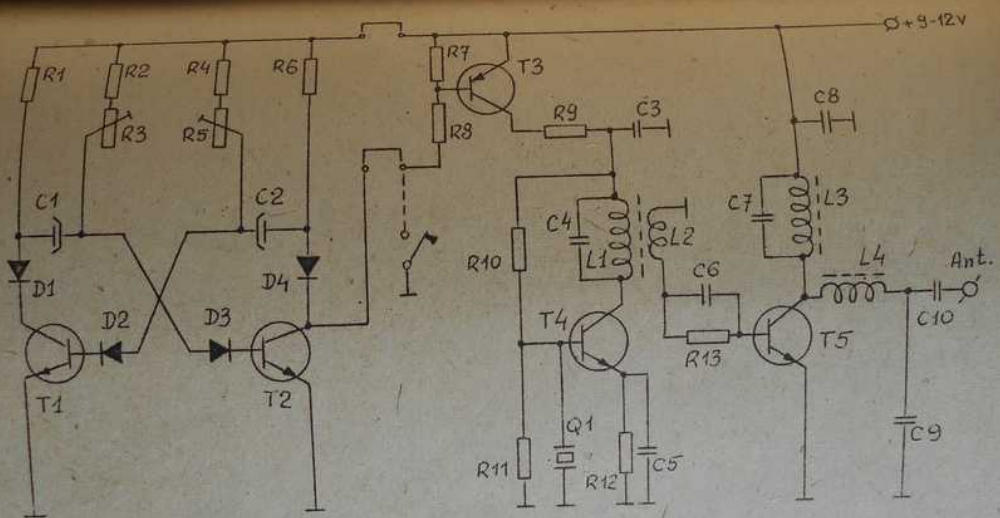 +9-12v
R1
R2
R4
R6
R7
T3
R3
R5
R8
R9
C3
C8
C1
C2
C4
L1
L2
C7
L3
R10
D1
D4
C6
L4
Ant.
D2
D3
T4
R13
T5
C10
T1
T2
Q1
R11
R12
C5
C9